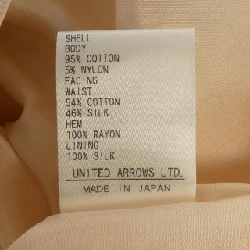 SHELL
BODY
95% COTTON
5% NYLON
FACING
WAIST
54% COTTON
46% SILK
HEM
100% RAYON
LINING
100% SILK
UNITED ARROWS LTD.
MADE IN JAPAN